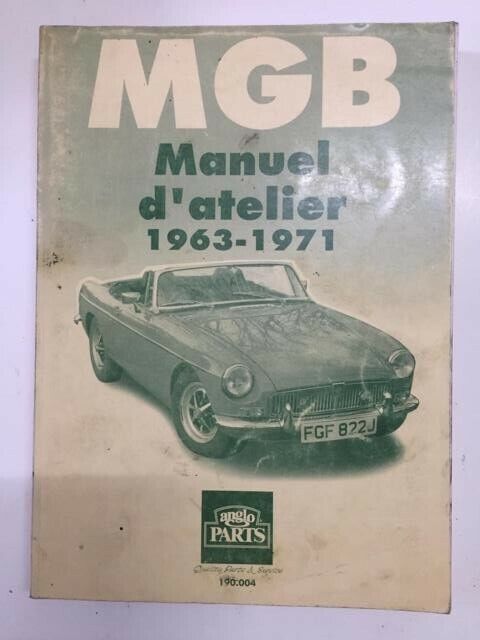 MGB
Manuel
d'atelier
1963-1971
FGF 822J
anglo
PARTS
Quality Parts & Service
190.004